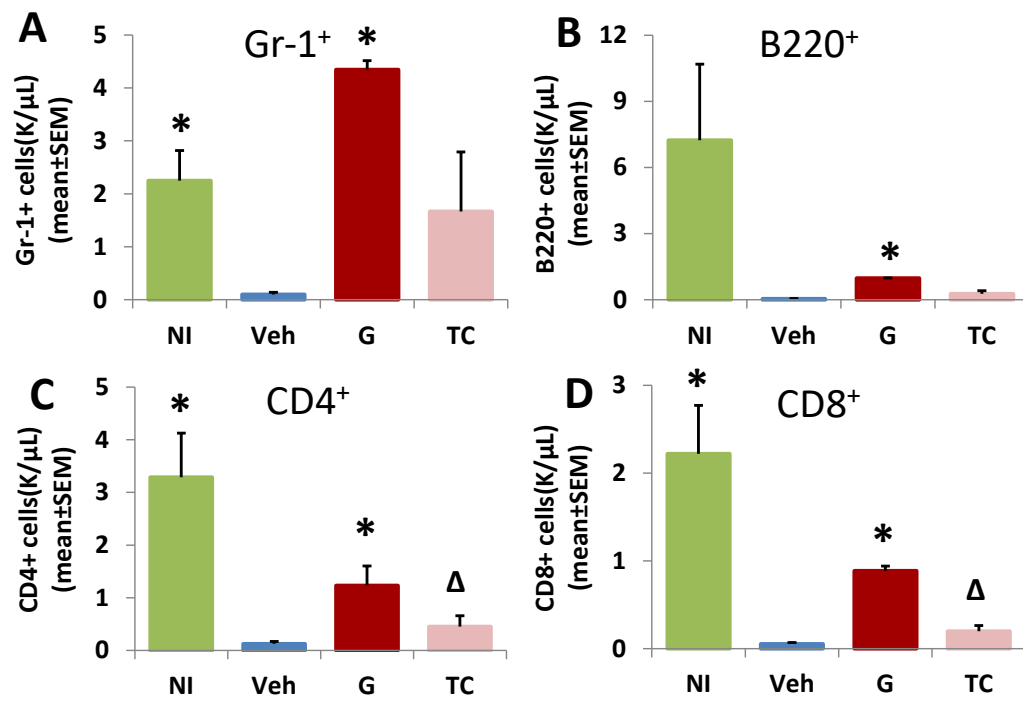 A
Gr-1+
Gr-1+ cells(K/µL)
(mean±SEM)
5
4
3
2
1
0
*
*
NI Veh G TC
B
B220+
B220+ cells(K/µL)
(mean±SEM)
12
9
6
3
0
*
NI Veh G TC
C
CD4+
CD4+ cells(K/µL)
(mean±SEM)
5
4
3
2
1
0
*
*
Δ
NI Veh G TC
D
CD8+
CD8+ cells(K/µL)
(mean±SEM)
3
2
1
0
*
*
Δ
NI Veh G TC